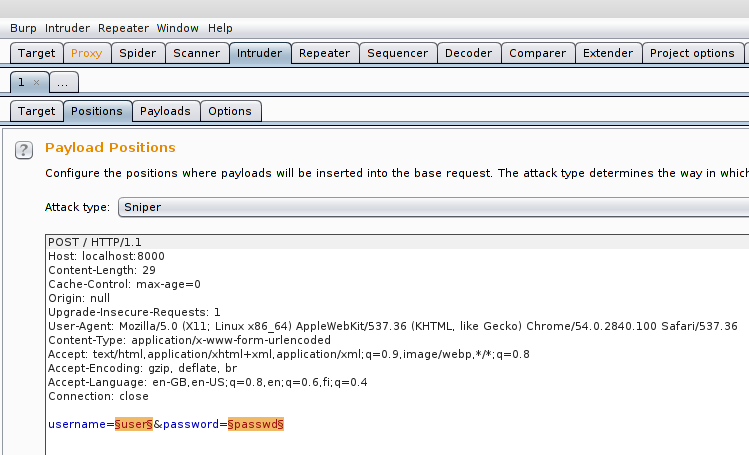 Burp Intruder Repeater Window Help
Target Proxy Spider Scanner Intruder Repeater Sequencer Decoder Comparer Extender Project options
1 × ...
Target Positions Payloads Options
? Payload Positions
Configure the positions where payloads will be inserted into the base request. The attack type determines the way in which
Attack type: Sniper
POST / HTTP/1.1
Host: localhost:8000
Content-Length: 29
Cache-Control: max-age=0
Origin: null
Upgrade-Insecure-Requests: 1
User-Agent: Mozilla/5.0 (X11; Linux x86_64) AppleWebKit/537.36 (KHTML, like Gecko) Chrome/54.0.2840.100 Safari/537.36
Content-Type: application/x-www-form-urlencoded
Accept: text/html,application/xhtml+xml,application/xml;q=0.9,image/webp,*/*;q=0.8
Accept-Encoding: gzip, deflate, br
Accept-Language: en-GB,en-US;q=0.8,en;q=0.6,fi;q=0.4
Connection: close
username=§user§&password=§passwd§